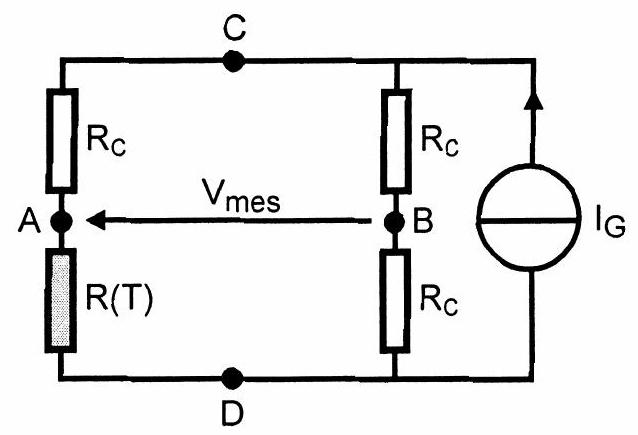 C
R_C
R_C
A
V_mes
B
I_G
R(T)
R_C
D